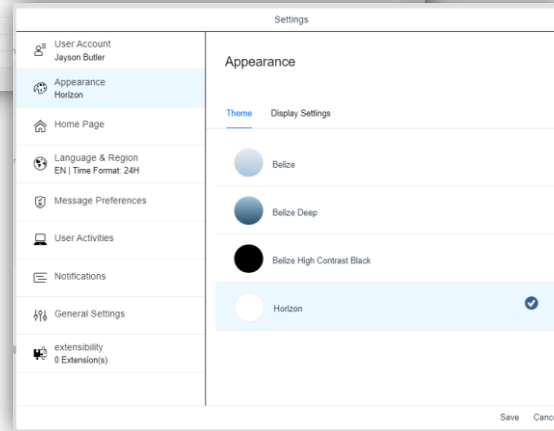 Settings
User Account
Jayson Butler
Appearance
Horizon
Home Page
Language & Region
EN | Time Format: 24H
Message Preferences
User Activities
Notifications
General Settings
extensibility
0 Extension(s)
Appearance
Theme Display Settings
Belize
Belize Deep
Belize High Contrast Black
Horizon
Save